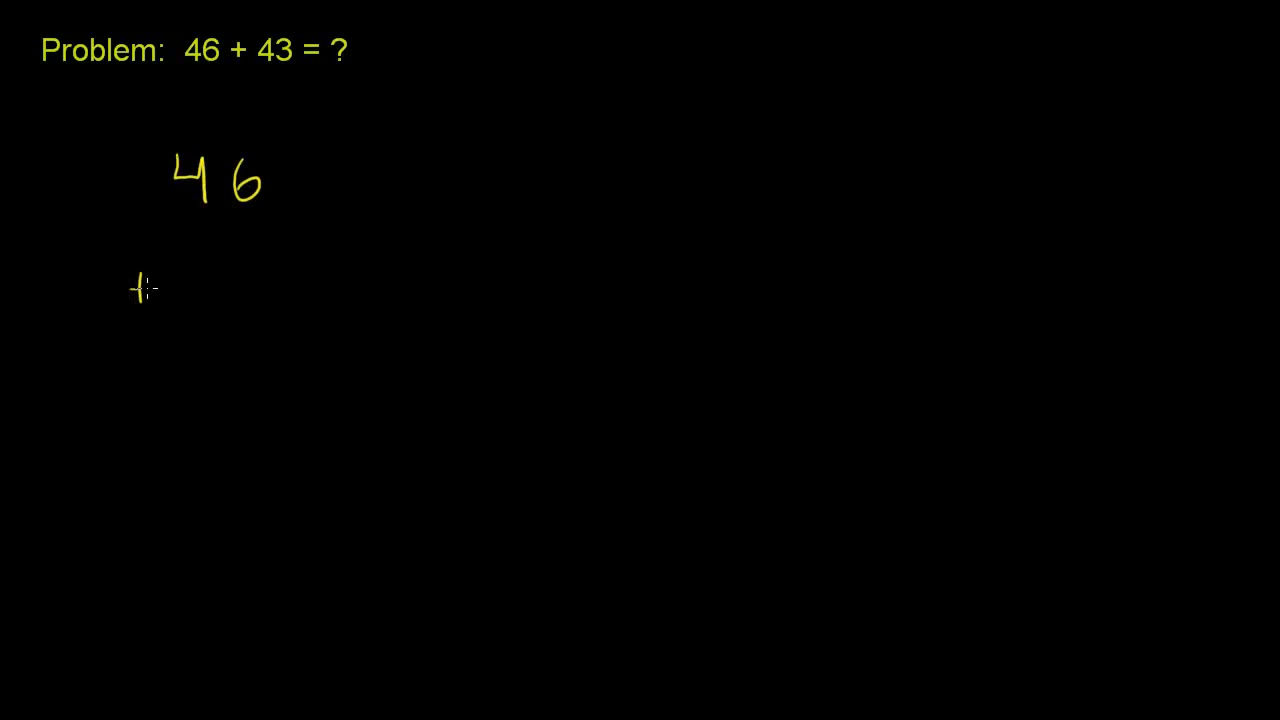 Problem: 46 + 43 = ?
46
+